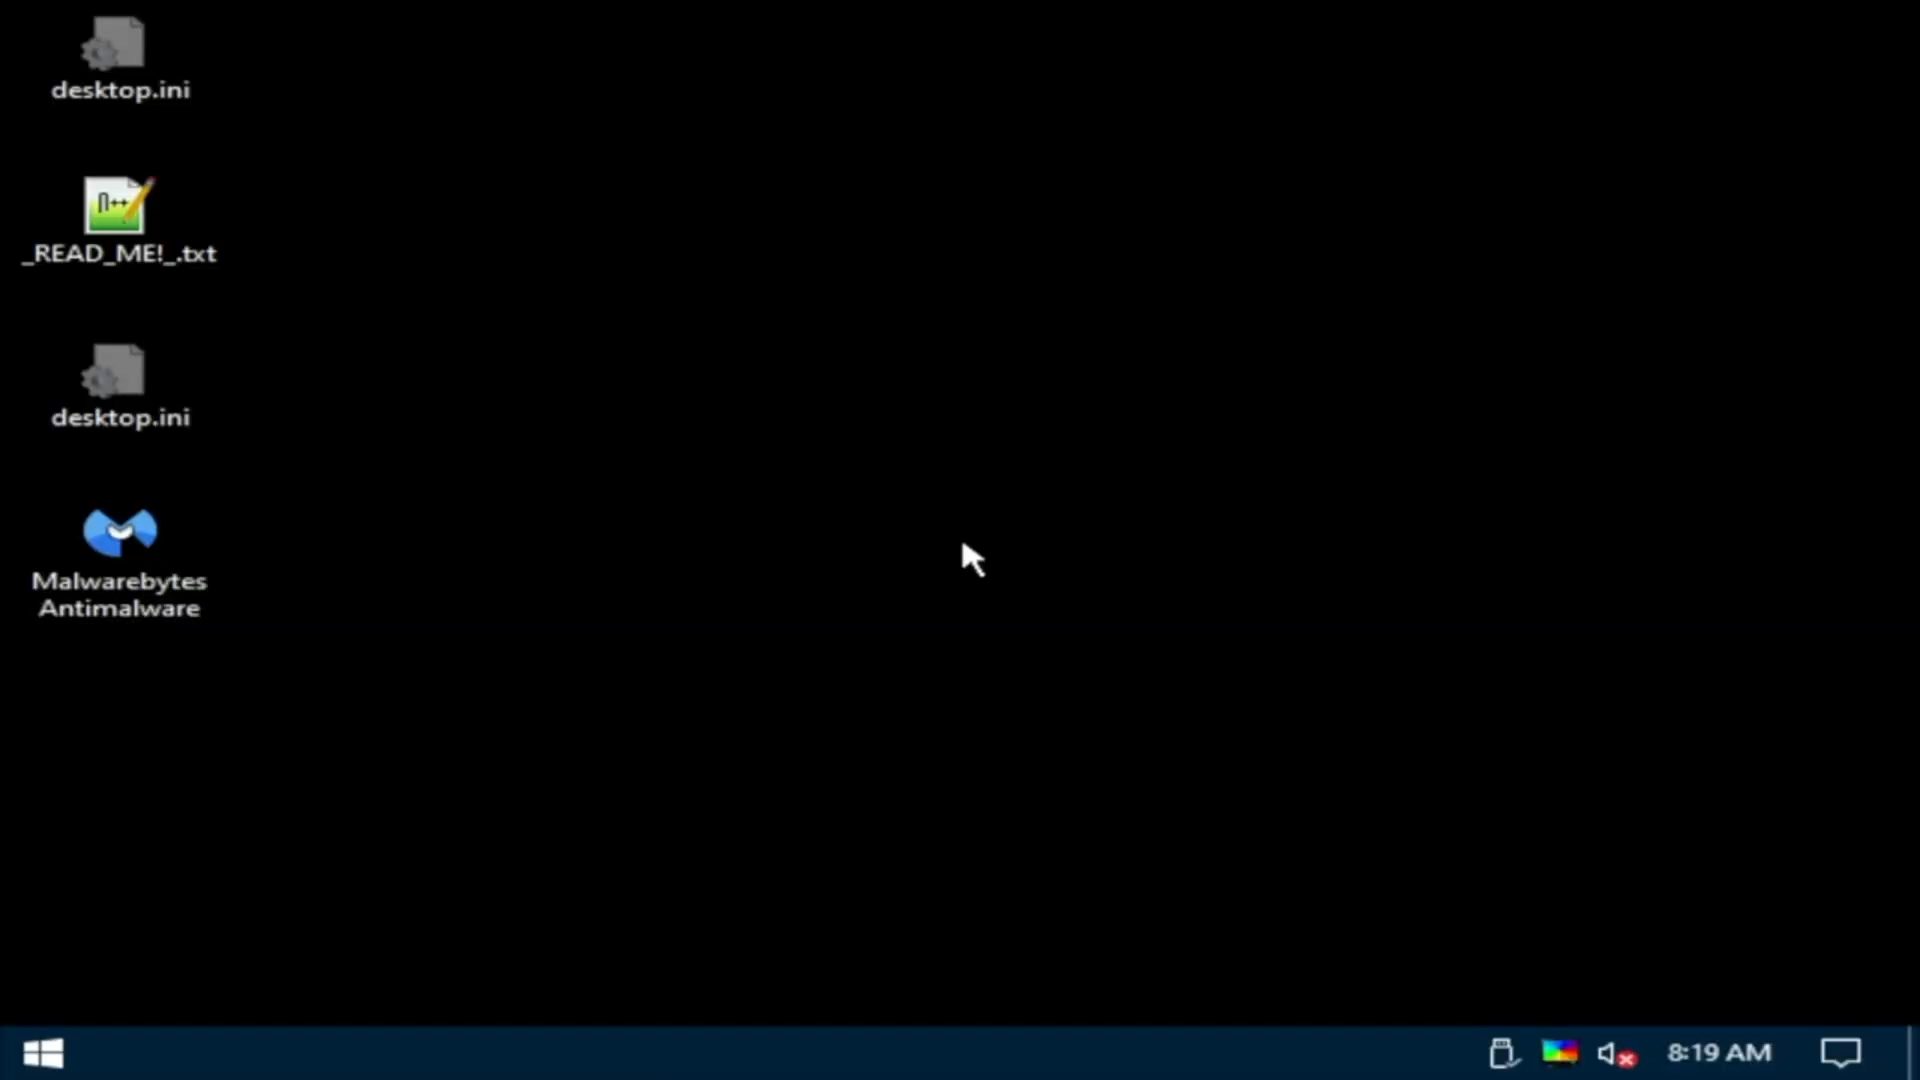 desktop.ini
_READ_ME!_.txt
desktop.ini
Malwarebytes
Antimalware
8:19 AM